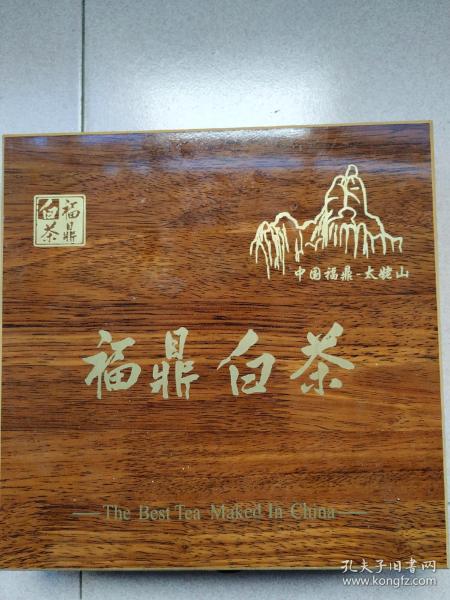 福鼎
白茶
中国福鼎-太姥山
福鼎白茶
The Best Tea Maked In China
孔夫子旧书网
www.kongfz.com